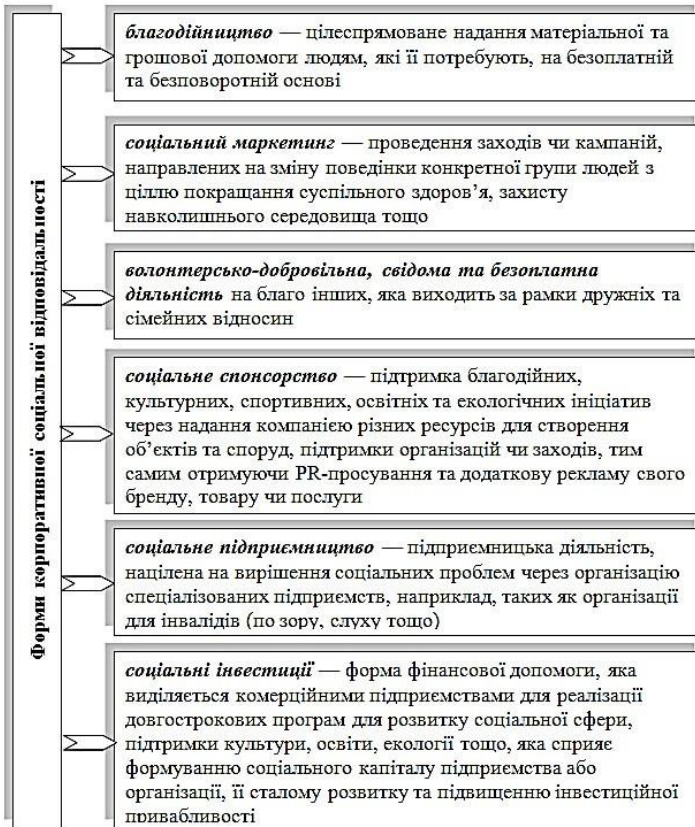 Форми корпоративної соціальної відповідальності
благодійництво — цілеспрямоване надання матеріальної та
грошової допомоги людям, які її потребують, на безоплатній
та безповоротній основі
соціальний маркетинг — проведення заходів чи кампаній,
направлених на зміну поведінки конкретної групи людей з
ціллю покращання суспільного здоров’я, захисту
навколишнього середовища тощо
волонтерсько-добровільна, свідома та безоплатна
діяльність на благо інших, яка виходить за рамки дружніх та
сімейних відносин
соціальне спонсорство — підтримка благодійних,
культурних, спортивних, освітніх та екологічних ініціатив
через надання компанією різних ресурсів для створення
об’єктів та споруд, підтримки організацій чи заходів, тим
самим отримуючи PR-просування та додаткову рекламу свого
бренду, товару чи послуги
соціальне підприємництво — підприємницька діяльність,
націлена на вирішення соціальних проблем через організацію
спеціалізованих підприємств, наприклад, таких як організації
для інвалідів (по зору, слуху тощо)
соціальні інвестиції — форма фінансової допомоги, яка
виділяється комерційними підприємствами для реалізації
довгострокових програм для розвитку соціальної сфери,
підтримки культури, освіти, екології тощо, яка сприяє
формуванню соціального капіталу підприємства або
організації, її сталому розвитку та підвищенню інвестиційної
привабливості